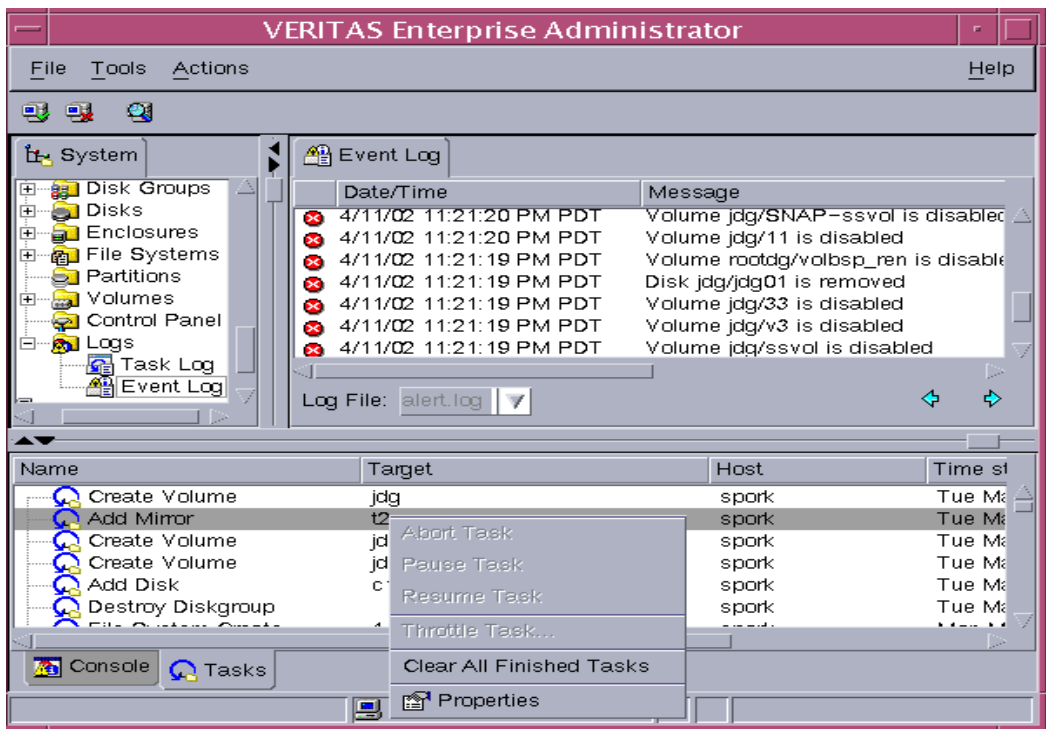 VERITAS Enterprise Administrator
File Tools Actions Help
System
Disk Groups
Disks
Enclosures
File Systems
Partitions
Volumes
Control Panel
Logs
Task Log
Event Log
Event Log
Date/Time Message
4/11/02 11:21:20 PM PDT Volume jdg/SNAP-ssvol is disabled
4/11/02 11:21:20 PM PDT Volume jdg/11 is disabled
4/11/02 11:21:19 PM PDT Volume rootdg/volbsp_ren is disable
4/11/02 11:21:19 PM PDT Disk jdg/jdg01 is removed
4/11/02 11:21:19 PM PDT Volume jdg/33 is disabled
4/11/02 11:21:19 PM PDT Volume jdg/v3 is disabled
4/11/02 11:21:19 PM PDT Volume jdg/ssvol is disabled
Log File: alert.log
Name Target Host Time st
Create Volume jdg spork Tue Ma
Add Mirror t2 spork Tue Ma
Create Volume jd spork Tue Ma
Create Volume jd spork Tue Ma
Add Disk c spork Tue Ma
Destroy Diskgroup spork Tue Ma
File System Create
Abort Task
Pause Task
Resume Task
Throttle Task...
Clear All Finished Tasks
Properties
Console Tasks